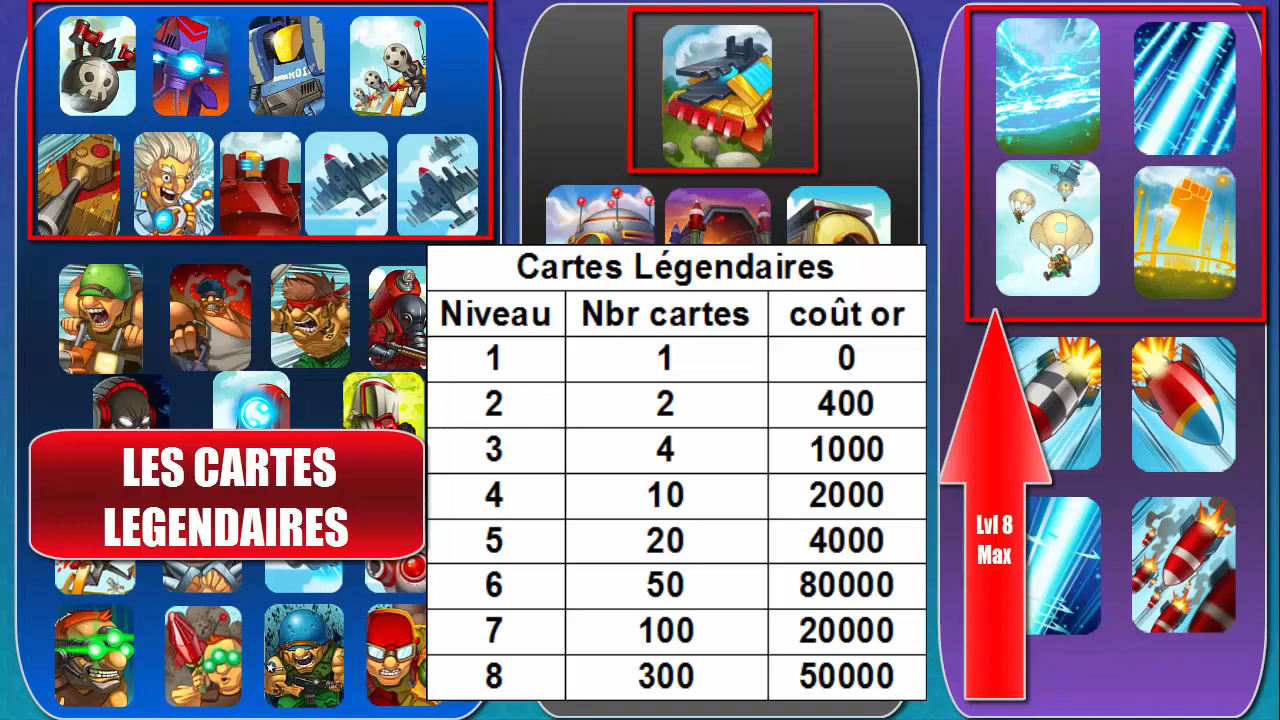 Cartes Légendaires
Niveau Nbr cartes coût or
1 1 0
2 2 400
3 4 1000
4 10 2000
5 20 4000
6 50 80000
7 100 20000
8 300 50000
LES CARTES
LEGENDAIRES
Lvl 8
Max